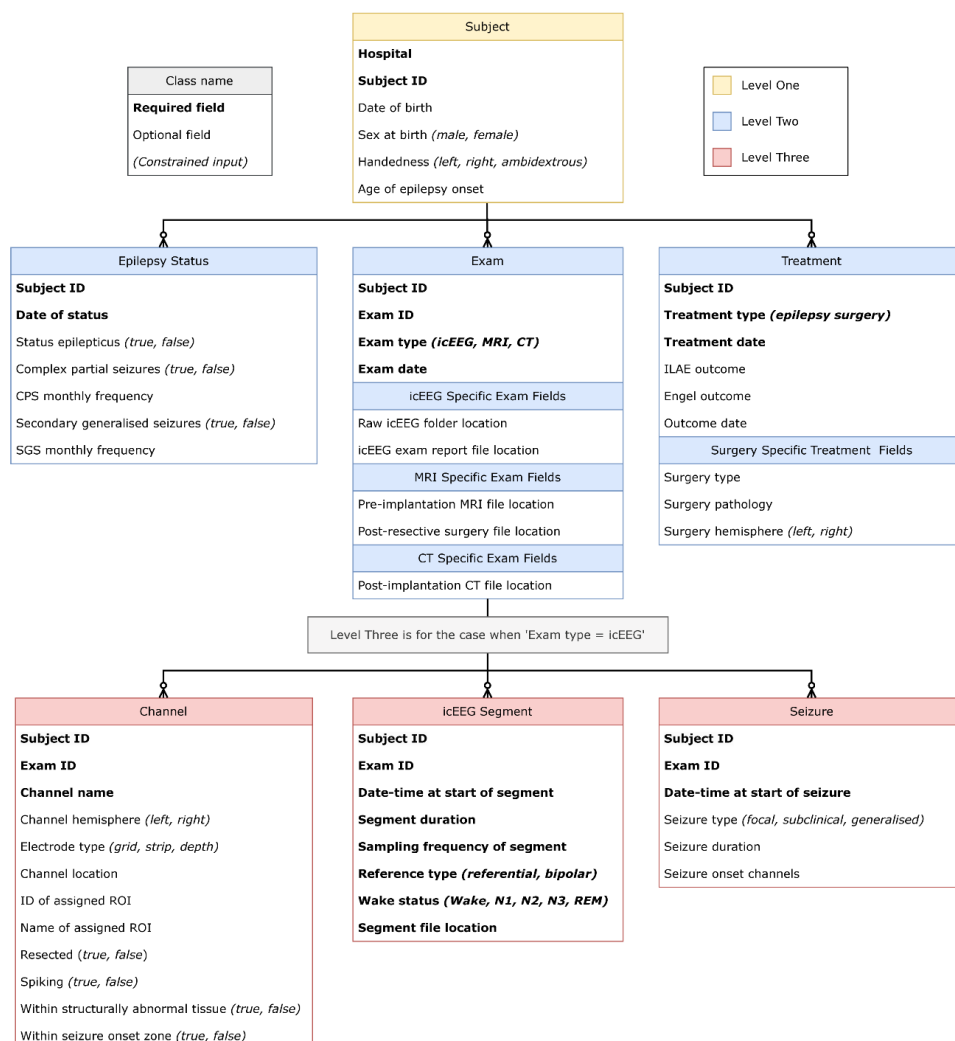 Subject
Hospital
Subject ID
Date of birth
Sex at birth (male, female)
Handedness (left, right, ambidextrous)
Age of epilepsy onset
Class name
Required field
Optional field
(Constrained input)
Level One
Level Two
Level Three
Epilepsy Status
Subject ID
Date of status
Status epilepticus (true, false)
Complex partial seizures (true, false)
CPS monthly frequency
Secondary generalised seizures (true, false)
SGS monthly frequency
Exam
Subject ID
Exam ID
Exam type (icEEG, MRI, CT)
Exam date
icEEG Specific Exam Fields
Raw icEEG folder location
icEEG exam report file location
MRI Specific Exam Fields
Pre-implantation MRI file location
Post-resective surgery file location
CT Specific Exam Fields
Post-implantation CT file location
Treatment
Subject ID
Treatment type (epilepsy surgery)
Treatment date
ILAE outcome
Engel outcome
Outcome date
Surgery Specific Treatment Fields
Surgery type
Surgery pathology
Surgery hemisphere (left, right)
Level Three is for the case when 'Exam type = icEEG'
Channel
Subject ID
Exam ID
Channel name
Channel hemisphere (left, right)
Electrode type (grid, strip, depth)
Channel location
ID of assigned ROI
Name of assigned ROI
Resected (true, false)
Spiking (true, false)
Within structurally abnormal tissue (true, false)
Within seizure onset zone (true, false)
icEEG Segment
Subject ID
Exam ID
Date-time at start of segment
Segment duration
Sampling frequency of segment
Reference type (referential, bipolar)
Wake status (Wake, N1, N2, N3, REM)
Segment file location
Seizure
Subject ID
Exam ID
Date-time at start of seizure
Seizure type (focal, subclinical, generalised)
Seizure duration
Seizure onset channels